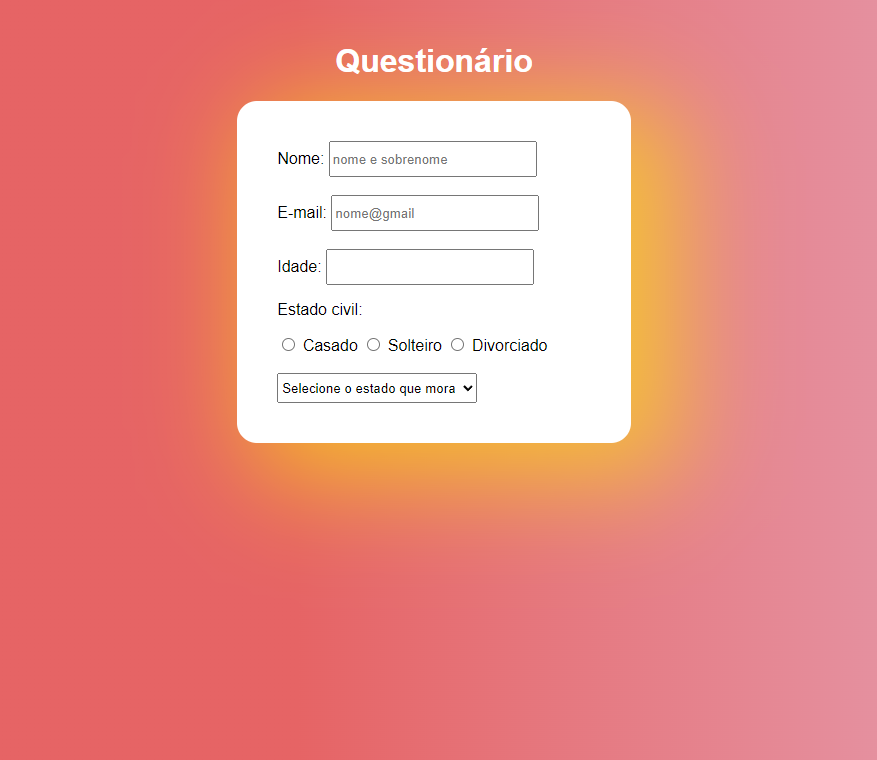 Questionário
Nome: nome e sobrenome
E-mail: nome@gmail
Idade:
Estado civil:
Casado Solteiro Divorciado
Selecione o estado que mora